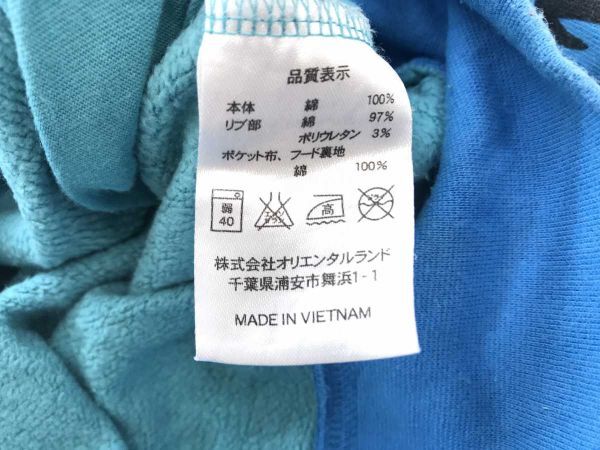 品質表示
本体 綿 100%
リブ部 綿 97%
ポリウレタン 3%
ポケット布、フード裏地
綿 100%
弱 40 高 ドライ
株式会社オリエンタルランド
千葉県浦安市舞浜1-1
MADE IN VIETNAM